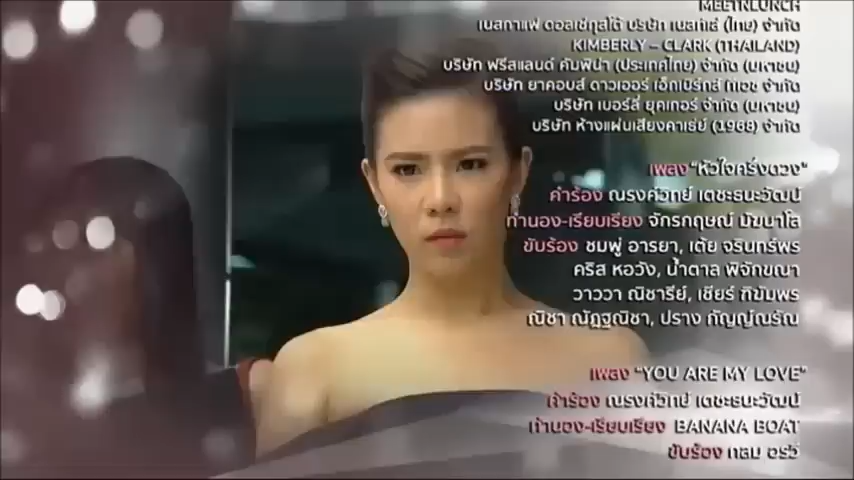 MEETNLUNCH
เนสกาแฟ ดอลเช่กุสโต้ บริษัท เนสท์เล่ (ไทย) จำกัด
KIMBERLY – CLARK (THAILAND)
บริษัท ฟรีสแลนด์ คัมพิน่า (ประเทศไทย) จำกัด (มหาชน)
บริษัท ยาคอบส์ ดาวเออร์ เอ็กเบิร์กส์ ทีเอช จำกัด
บริษัท เบอร์ลี่ ยุคเกอร์ จำกัด (มหาชน)
บริษัท ห้างแผ่นเสียงคาเธ่ย์ (1968) จำกัด
เพลง "หัวใจครึ่งดวง"
คำร้อง ณรงค์วิทย์ เตชะธนะวัฒน์
ทำนอง-เรียบเรียง จักรกฤษณ์ มัฆนาโส
ขับร้อง ชมพู่ อารยา, เต้ย จรินทร์พร
คริส หอวัง, น้ำตาล พิจักขณา
วาววา ณิชารีย์, เชียร์ ทิฆัมพร
ณิชา ณัฏฐณิชา, ปราง กัญญ์ณรัณ
เพลง "YOU ARE MY LOVE"
คำร้อง ณรงค์วิทย์ เตชะธนะวัฒน์
ทำนอง-เรียบเรียง BANANA BOAT
ขับร้อง กลม อรวี